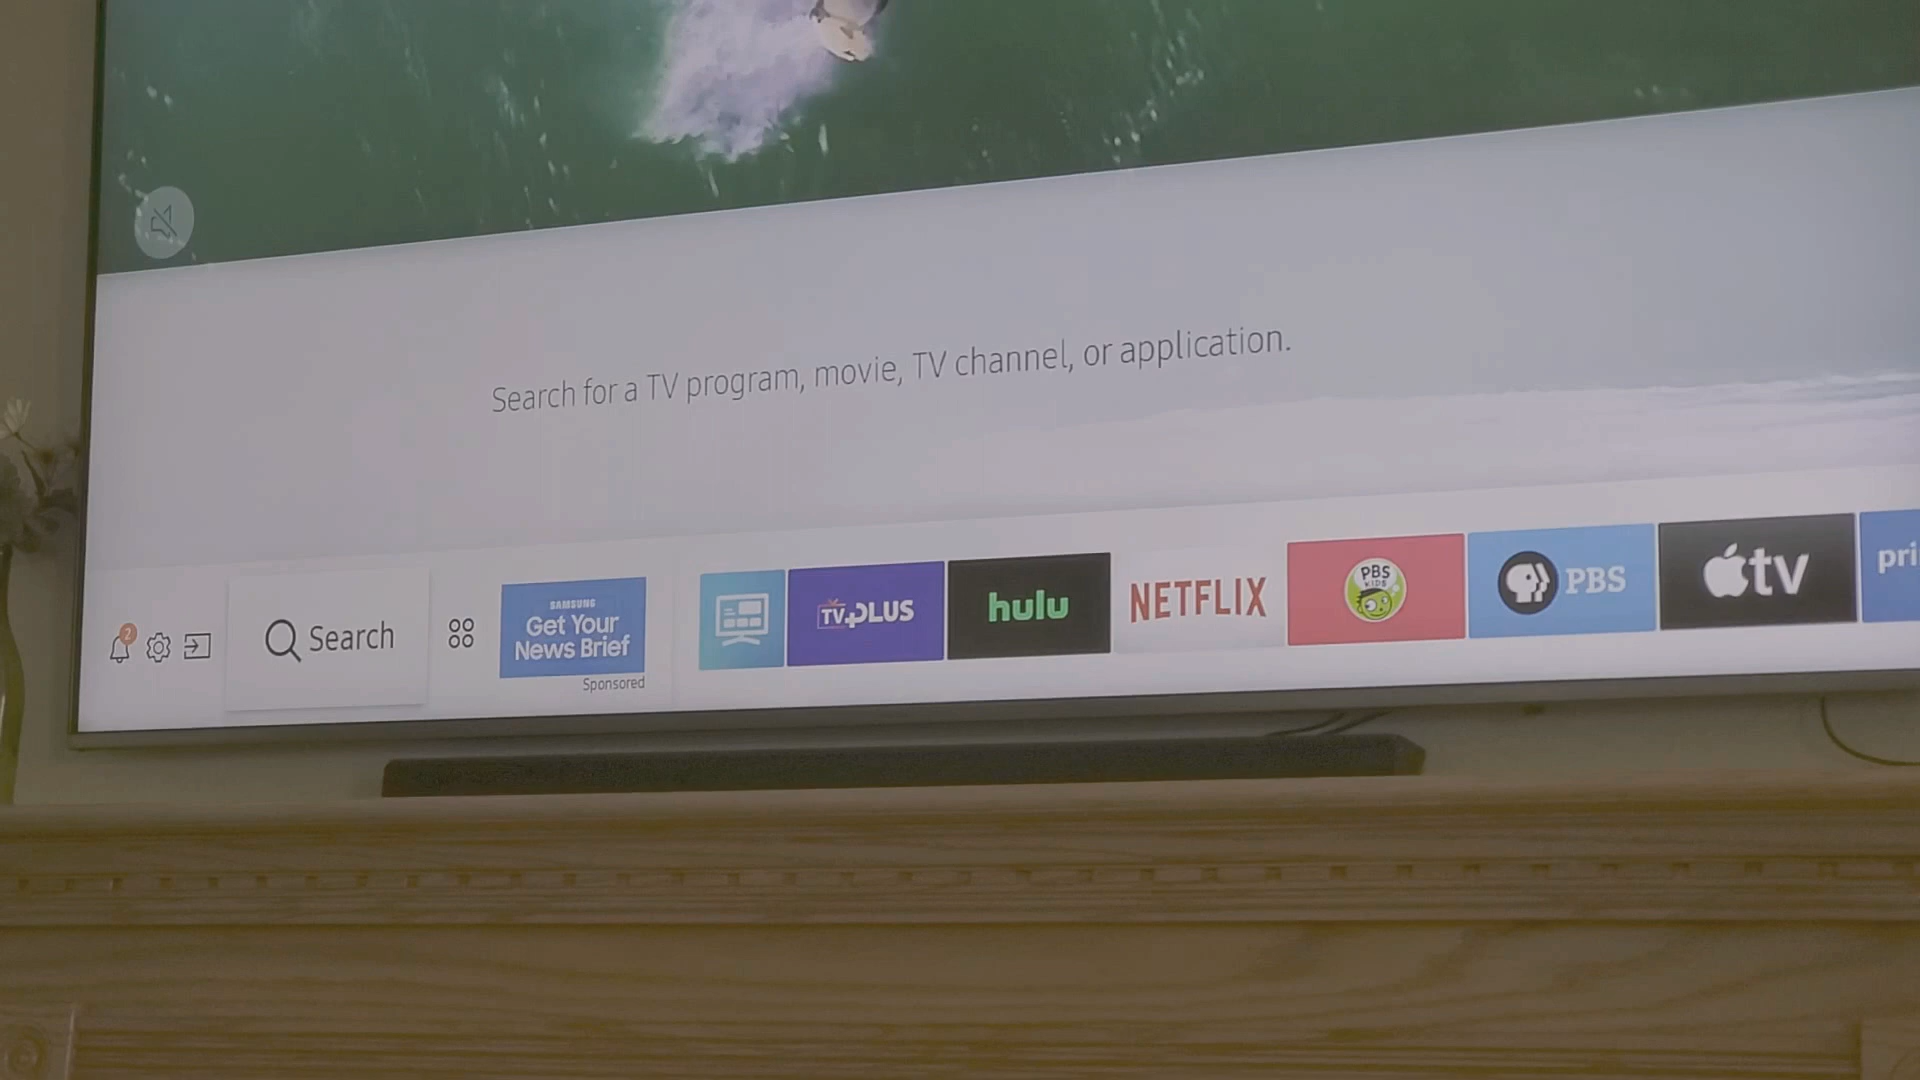 Search for a TV program, movie, TV channel, or application.
2
Search
SAMSUNG
Get Your
News Brief
Sponsored
TV PLUS
hulu
NETFLIX
PBS
KIDS
PBS
tv
pri